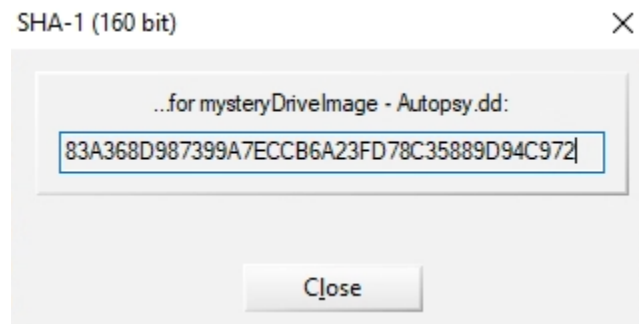 SHA-1 (160 bit)
...for mysteryDriveImage - Autopsy.dd:
83A368D987399A7ECCB6A23FD78C35889D94C972
Close